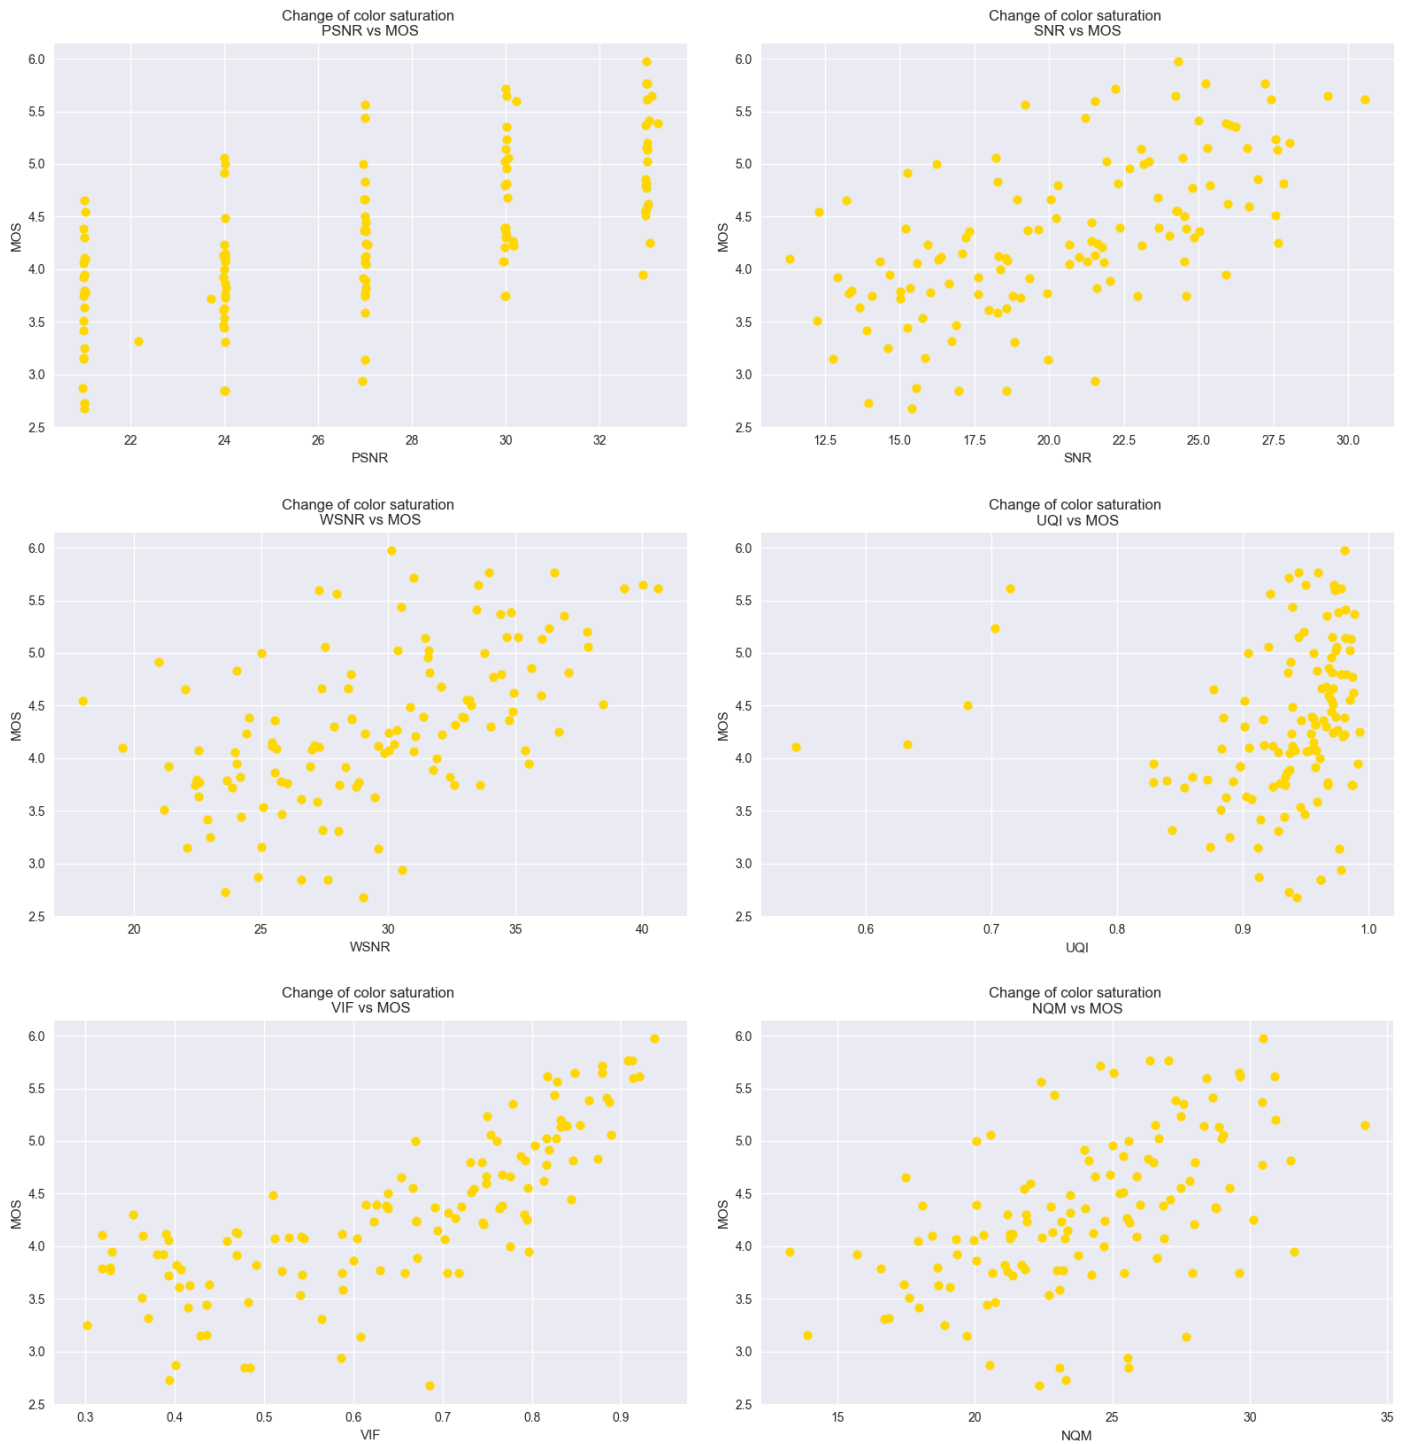 Change of color saturation
PSNR vs MOS
MOS
6.0
5.5
5.0
4.5
4.0
3.5
3.0
2.5
22 24 26 28 30 32
PSNR
Change of color saturation
SNR vs MOS
MOS
6.0
5.5
5.0
4.5
4.0
3.5
3.0
2.5
12.5 15.0 17.5 20.0 22.5 25.0 27.5 30.0
SNR
Change of color saturation
WSNR vs MOS
MOS
6.0
5.5
5.0
4.5
4.0
3.5
3.0
2.5
20 25 30 35 40
WSNR
Change of color saturation
UQI vs MOS
MOS
6.0
5.5
5.0
4.5
4.0
3.5
3.0
2.5
0.6 0.7 0.8 0.9 1.0
UQI
Change of color saturation
VIF vs MOS
MOS
6.0
5.5
5.0
4.5
4.0
3.5
3.0
2.5
0.3 0.4 0.5 0.6 0.7 0.8 0.9
VIF
Change of color saturation
NQM vs MOS
MOS
6.0
5.5
5.0
4.5
4.0
3.5
3.0
2.5
15 20 25 30 35
NQM